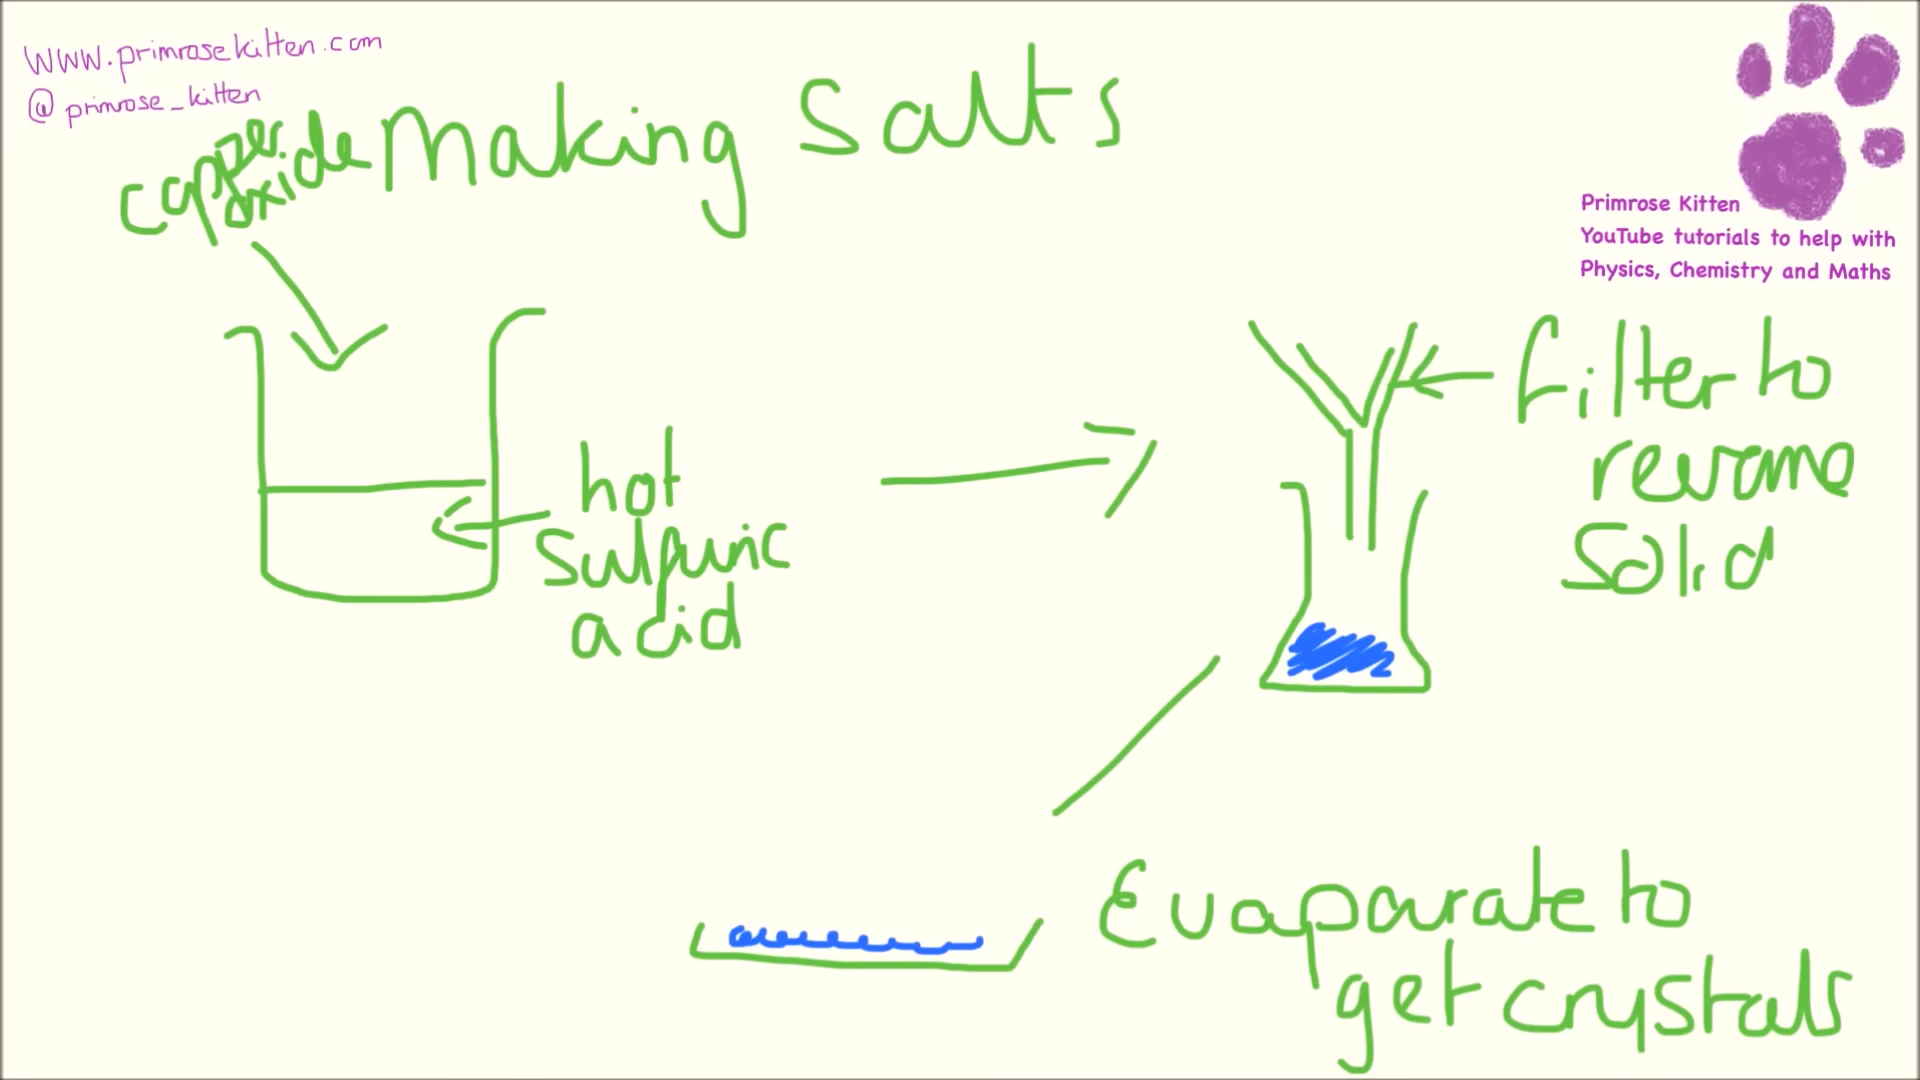 www.primrosekitten.com
@primrose_kitten
Making Salts
copper
oxide
Primrose Kitten
YouTube tutorials to help with
Physics, Chemistry and Maths
hot
sulfuric
acid
filter to
remove
solid
Evaporate to
get crystals